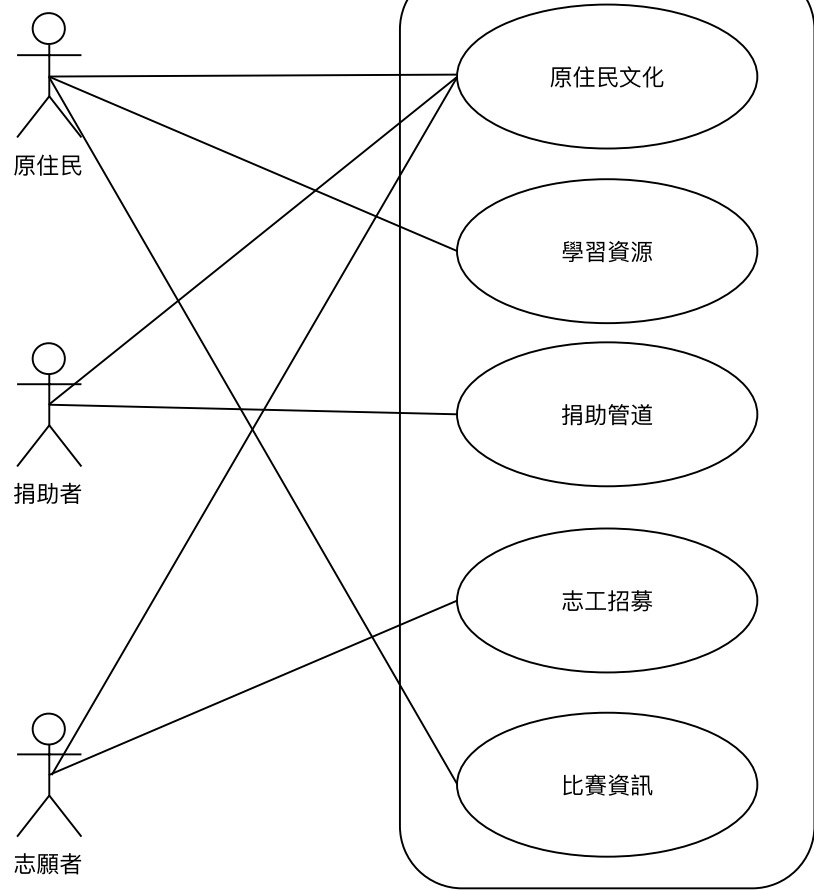 原住民文化
原住民
學習資源
捐助管道
捐助者
志工招募
比賽資訊
志願者